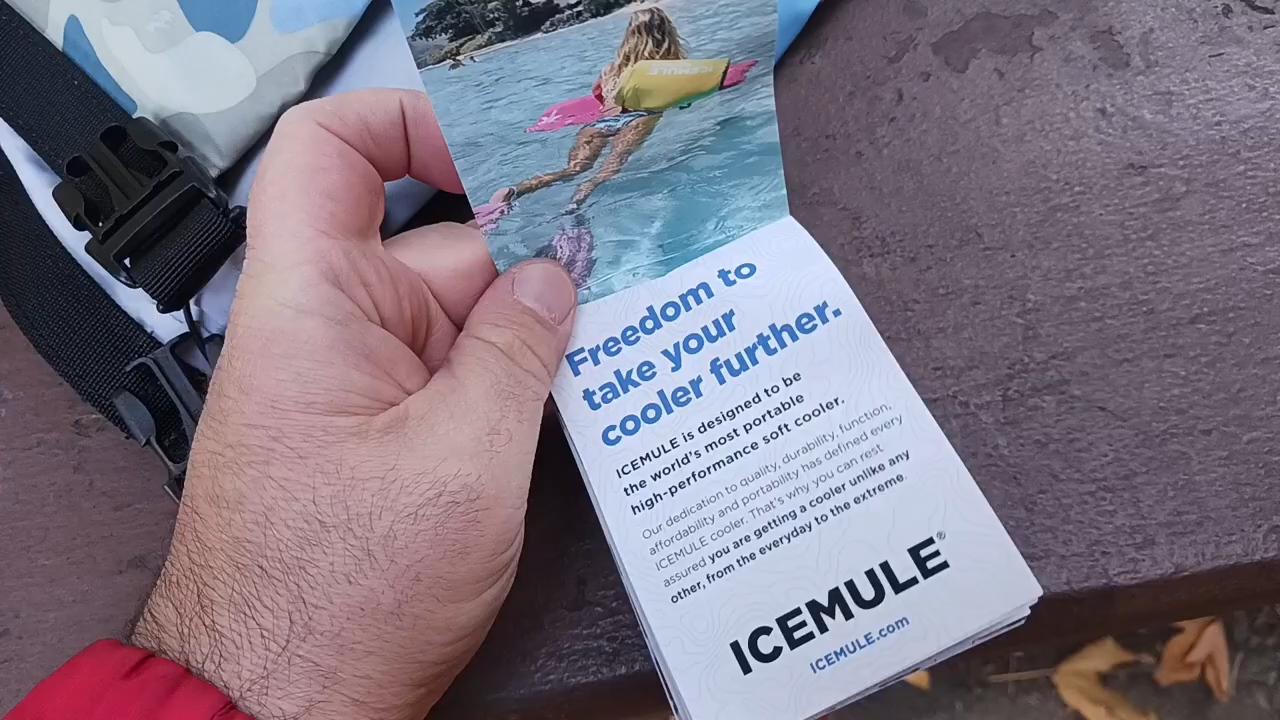 ICEMULE
Freedom to
take your
cooler further.
ICEMULE is designed to be
the world's most portable
high-performance soft cooler.
Our dedication to quality, durability, function,
affordability and portability has defined every
ICEMULE cooler. That's why you can rest
assured you are getting a cooler unlike any
other, from the everyday to the extreme.
ICEMULE®
ICEMULE.com